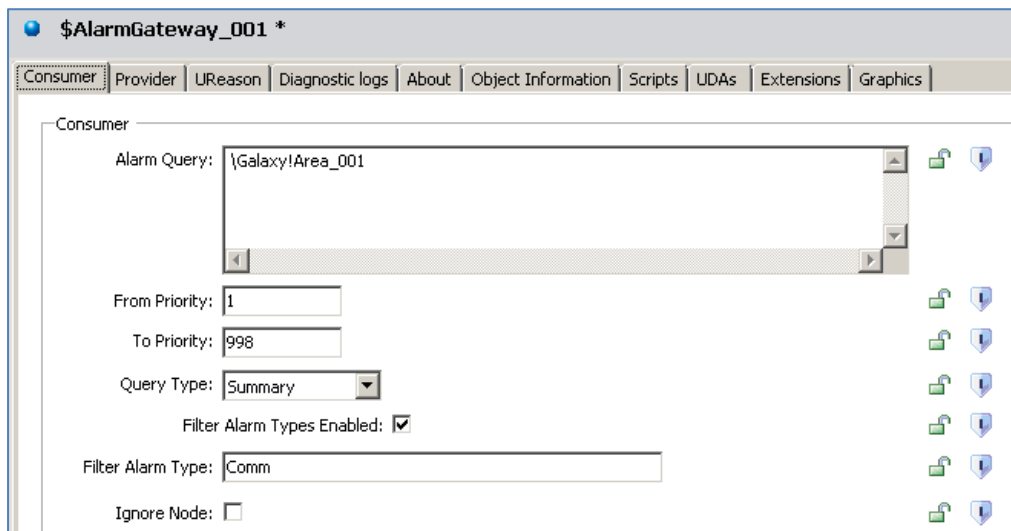 $AlarmGateway_001 *
Consumer Provider UReason Diagnostic logs About Object Information Scripts UDAs Extensions Graphics
Consumer
Alarm Query: \Galaxy!Area_001
From Priority: 1
To Priority: 998
Query Type: Summary
Filter Alarm Types Enabled:
Filter Alarm Type: Comm
Ignore Node: